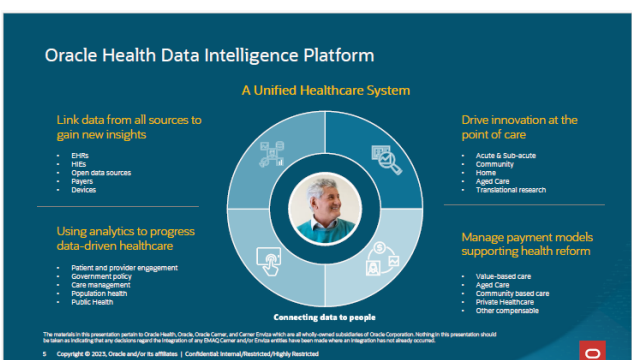 Oracle Health Data Intelligence Platform
A Unified Healthcare System
Link data from all sources to
gain new insights
• EHRs
• HIEs
• Open data sources
• Payers
• Devices
Using analytics to progress
data-driven healthcare
• Patient and provider engagement
• Government policy
• Care management
• Population health
• Public Health
Drive innovation at the
point of care
• Acute & Sub-acute
• Community
• Home
• Aged Care
• Translational research
Manage payment models
supporting health reform
• Value-based care
• Aged Care
• Community based care
• Private Healthcare
• Other compensable
Connecting data to people
The materials in this presentation pertain to Oracle Health, Oracle, Oracle Cerner, and Cerner Enviza which are all wholly-owned subsidiaries of Oracle Corporation. Nothing in this presentation should
be taken as indicating that any decisions regard the integration of any EMAQ Cerner and/or Enviza entities have been made where an integration has not already occurred.
5 Copyright © 2023, Oracle and/or its affiliates | Confidential: Internal/Restricted/Highly Restricted